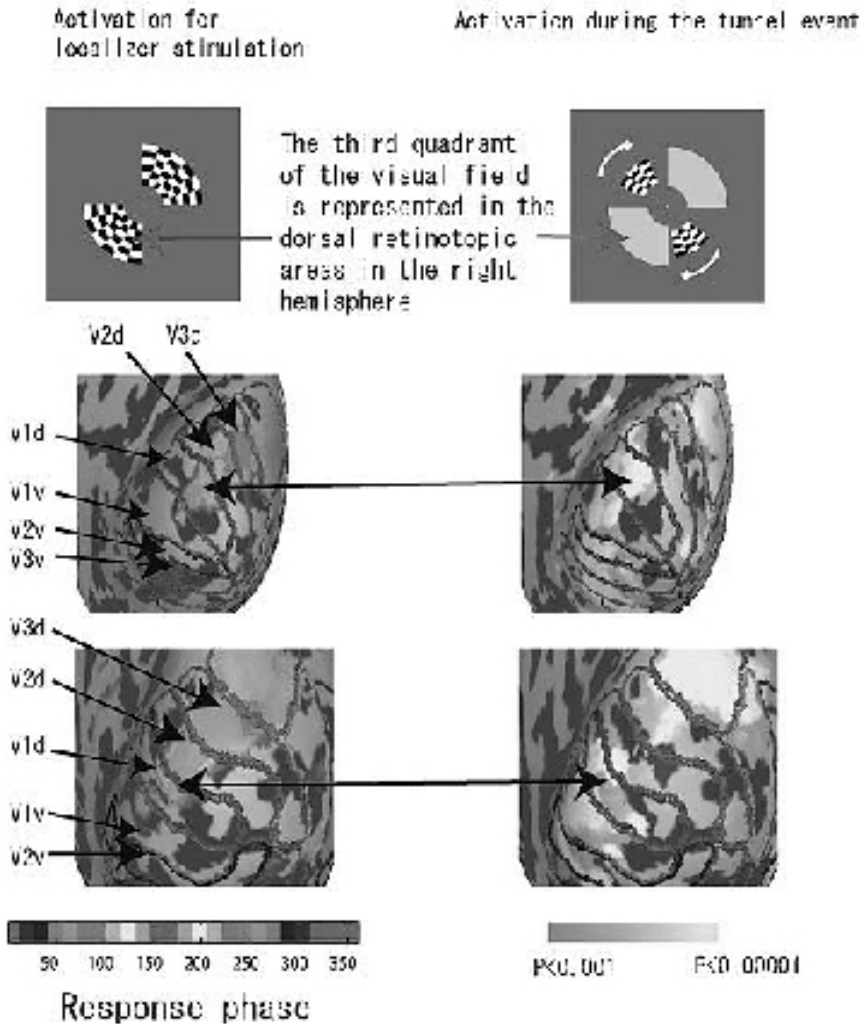 Activation for
localizer stimulation
Activation during the tunnel event
The third quadrant
of the visual field
is represented in the
dorsal retinotopic
areas in the right
hemisphere
V2d
V3c
v1d
v1v
v2v
v3v
v3d
v2d
v1d
v1v
v2v
50 100 150 200 250 300 350
Response phase
P<0.001
P<0.00001